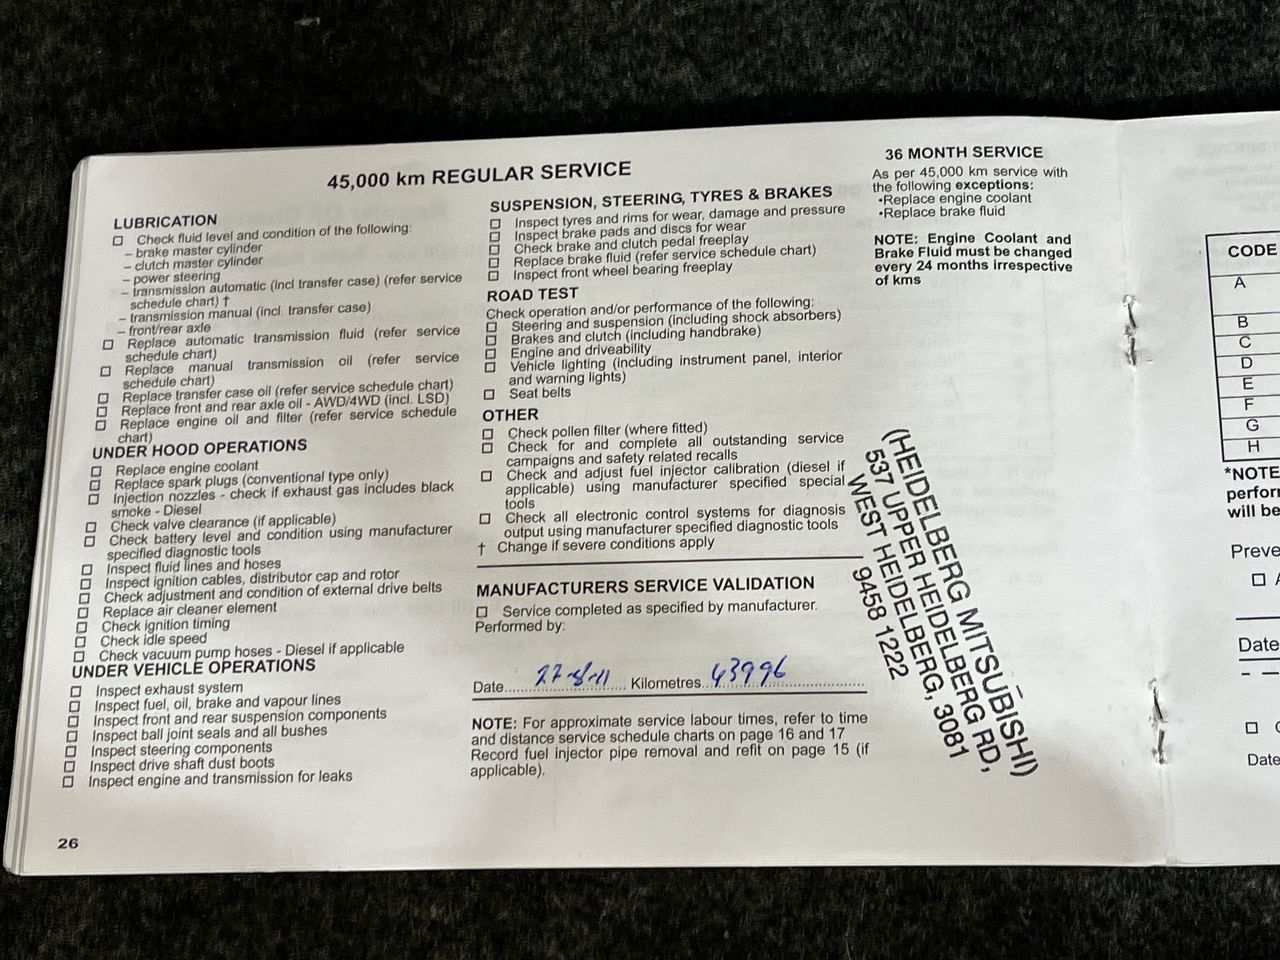 45,000 km REGULAR SERVICE
LUBRICATION
Check fluid level and condition of the following:
– brake master cylinder
– clutch master cylinder
– power steering
– transmission automatic (incl transfer case) (refer service
schedule chart) †
– transmission manual (incl. transfer case)
– front/rear axle
Replace automatic transmission fluid (refer service
schedule chart)
Replace manual transmission oil (refer service
schedule chart)
Replace transfer case oil (refer service schedule chart)
Replace front and rear axle oil - AWD/4WD (incl. LSD)
Replace engine oil and filter (refer service schedule
chart)
UNDER HOOD OPERATIONS
Replace engine coolant
Replace spark plugs (conventional type only)
Injection nozzles - check if exhaust gas includes black
smoke - Diesel
Check valve clearance (if applicable)
Check battery level and condition using manufacturer
specified diagnostic tools
Inspect fluid lines and hoses
Inspect ignition cables, distributor cap and rotor
Check adjustment and condition of external drive belts
Replace air cleaner element
Check ignition timing
Check idle speed
Check vacuum pump hoses - Diesel if applicable
UNDER VEHICLE OPERATIONS
Inspect exhaust system
Inspect fuel, oil, brake and vapour lines
Inspect front and rear suspension components
Inspect ball joint seals and all bushes
Inspect steering components
Inspect drive shaft dust boots
Inspect engine and transmission for leaks
26
SUSPENSION, STEERING, TYRES & BRAKES
Inspect tyres and rims for wear, damage and pressure
Inspect brake pads and discs for wear
Check brake and clutch pedal freeplay
Replace brake fluid (refer service schedule chart)
Inspect front wheel bearing freeplay
ROAD TEST
Check operation and/or performance of the following:
Steering and suspension (including shock absorbers)
Brakes and clutch (including handbrake)
Engine and driveability
Vehicle lighting (including instrument panel, interior
and warning lights)
Seat belts
OTHER
Check pollen filter (where fitted)
Check for and complete all outstanding service
campaigns and safety related recalls
Check and adjust fuel injector calibration (diesel if
applicable) using manufacturer specified special
tools
Check all electronic control systems for diagnosis
output using manufacturer specified diagnostic tools
† Change if severe conditions apply
MANUFACTURERS SERVICE VALIDATION
Service completed as specified by manufacturer.
Performed by:
Date Kilometres 43996
NOTE: For approximate service labour times, refer to time
and distance service schedule charts on page 16 and 17
Record fuel injector pipe removal and refit on page 15 (if
applicable).
36 MONTH SERVICE
As per 45,000 km service with
the following exceptions:
•Replace engine coolant
•Replace brake fluid
NOTE: Engine Coolant and
Brake Fluid must be changed
every 24 months irrespective
of kms
(HEIDELBERG MITSUBISHI)
537 UPPER HEIDELBERG RD,
WEST HEIDELBERG, 3081
9458 1222
CODE
A
B
C
D
E
F
G
H
*NOTE
will be
Date
Date